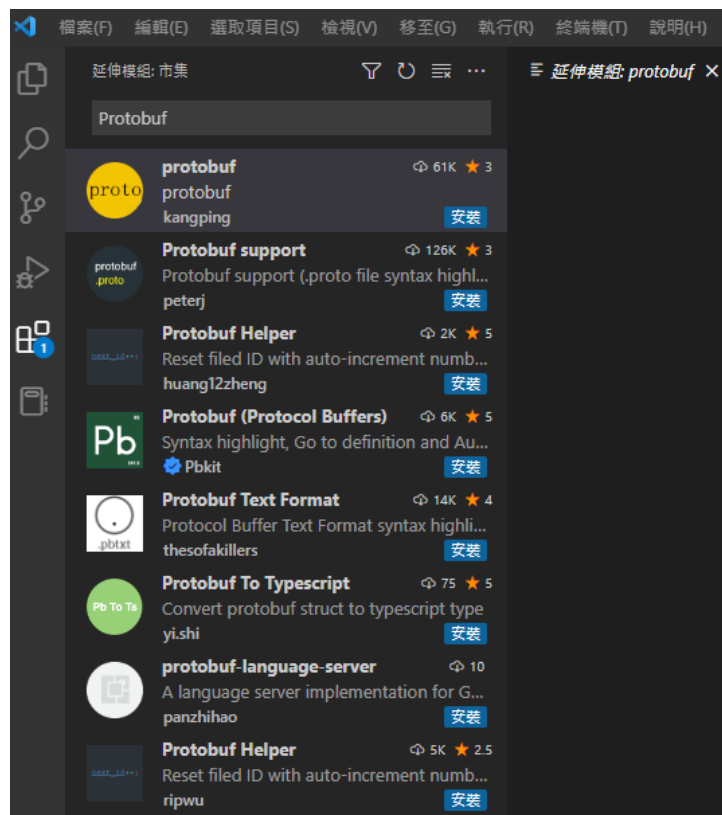 檔案(F) 編輯(E) 選取項目(S) 檢視(V) 移至(G) 執行(R) 終端機(T) 說明(H)
延伸模組: 市集
延伸模組: protobuf
Protobuf
proto
protobuf 61K 3
protobuf
kangping 安裝
protobuf
.proto
Protobuf support 126K 3
Protobuf support (.proto file syntax highl...
peterj 安裝
next_id++;
Protobuf Helper 2K 5
Reset filed ID with auto-increment numb...
huang12zheng 安裝
1
Pb
Protobuf (Protocol Buffers) 6K 5
Syntax highlight, Go to definition and Au...
Pbkit 安裝
.pbtxt
Protobuf Text Format 14K 4
Protocol Buffer Text Format syntax highli...
thesofakillers 安裝
Pb To Ts
Protobuf To Typescript 75 5
Convert protobuf struct to typescript type
yi.shi 安裝
protobuf-language-server 10
A language server implementation for G...
panzhihao 安裝
next_id++;
Protobuf Helper 5K 2.5
Reset filed ID with auto-increment numb...
ripwu 安裝